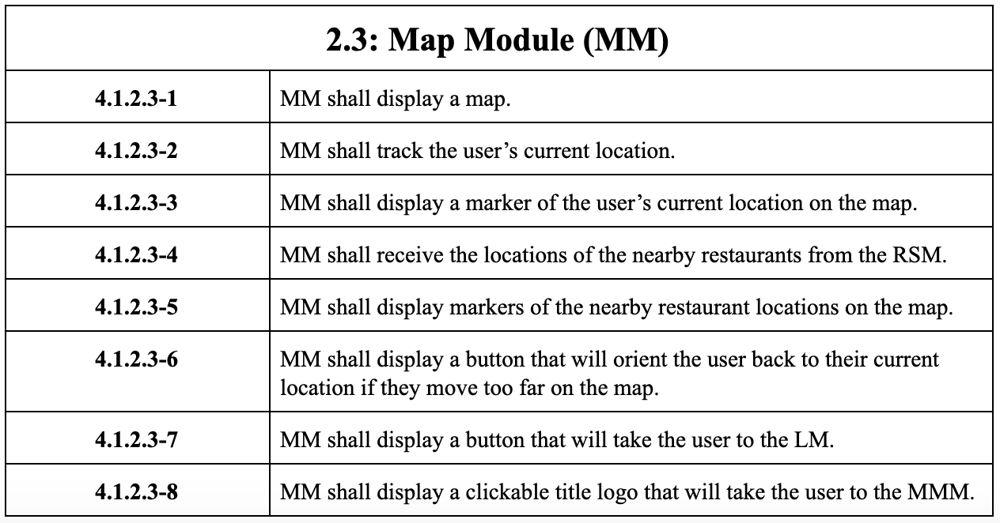 2.3: Map Module (MM)
4.1.2.3-1 MM shall display a map.
4.1.2.3-2 MM shall track the user’s current location.
4.1.2.3-3 MM shall display a marker of the user’s current location on the map.
4.1.2.3-4 MM shall receive the locations of the nearby restaurants from the RSM.
4.1.2.3-5 MM shall display markers of the nearby restaurant locations on the map.
4.1.2.3-6 MM shall display a button that will orient the user back to their current
location if they move too far on the map.
4.1.2.3-7 MM shall display a button that will take the user to the LM.
4.1.2.3-8 MM shall display a clickable title logo that will take the user to the MMM.